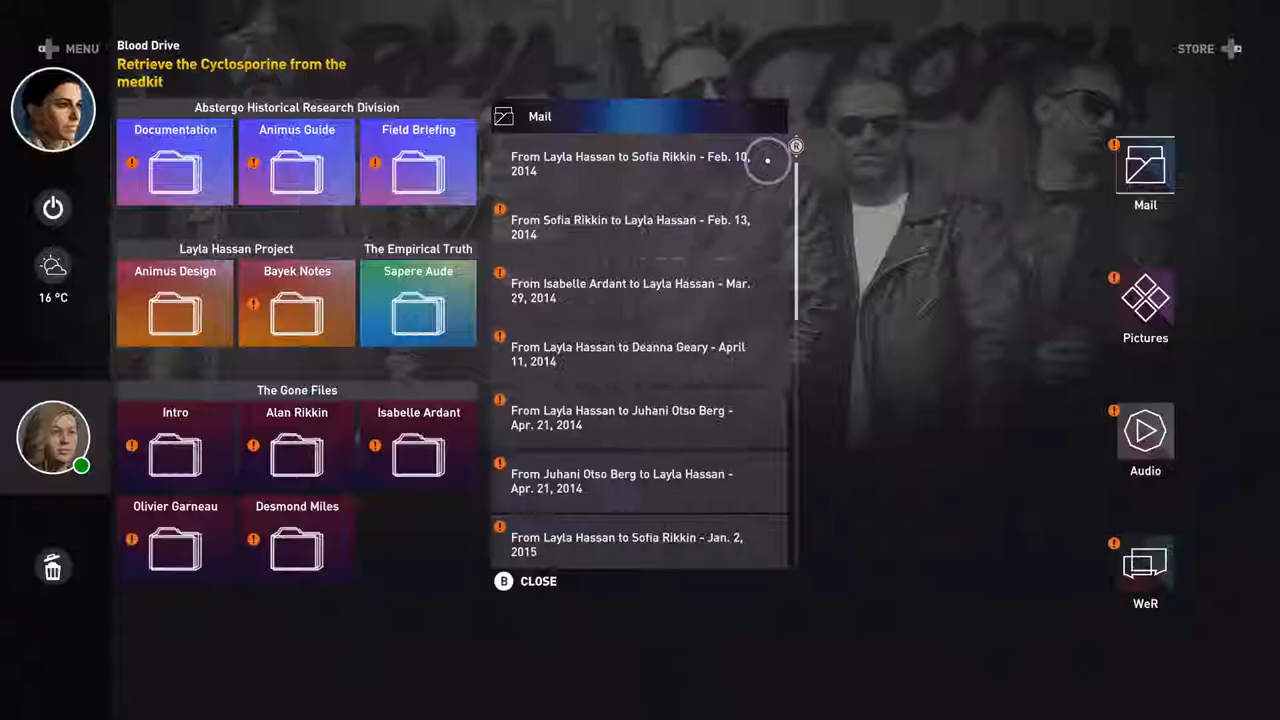 MENU
STORE
Blood Drive
Retrieve the Cyclosporine from the
medkit
Abstergo Historical Research Division
Documentation
Animus Guide
Field Briefing
Layla Hassan Project
The Empirical Truth
Animus Design
Bayek Notes
Sapere Aude
16 °C
The Gone Files
Intro
Alan Rikkin
Isabelle Ardant
Olivier Garneau
Desmond Miles
Mail
R
From Layla Hassan to Sofia Rikkin - Feb. 10,
2014
From Sofia Rikkin to Layla Hassan - Feb. 13,
2014
From Isabelle Ardant to Layla Hassan - Mar.
29, 2014
From Layla Hassan to Deanna Geary - April
11, 2014
From Layla Hassan to Juhani Otso Berg -
Apr. 21, 2014
From Juhani Otso Berg to Layla Hassan -
Apr. 21, 2014
From Layla Hassan to Sofia Rikkin - Jan. 2,
2015
B CLOSE
Mail
Pictures
Audio
WeR